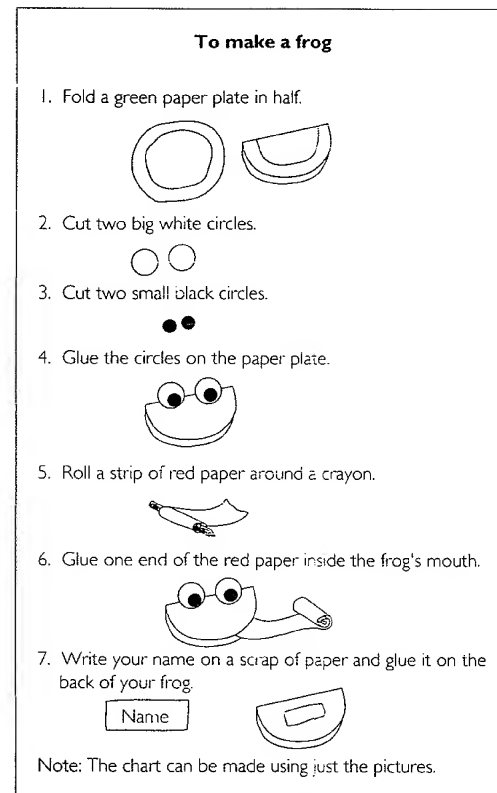 To make a frog
1. Fold a green paper plate in half.
2. Cut two big white circles.
3. Cut two small black circles.
4. Glue the circles on the paper plate.
5. Roll a strip of red paper around a crayon.
6. Glue one end of the red paper inside the frog's mouth.
7. Write your name on a scrap of paper and glue it on the
back of your frog.
Name
Note: The chart can be made using just the pictures.